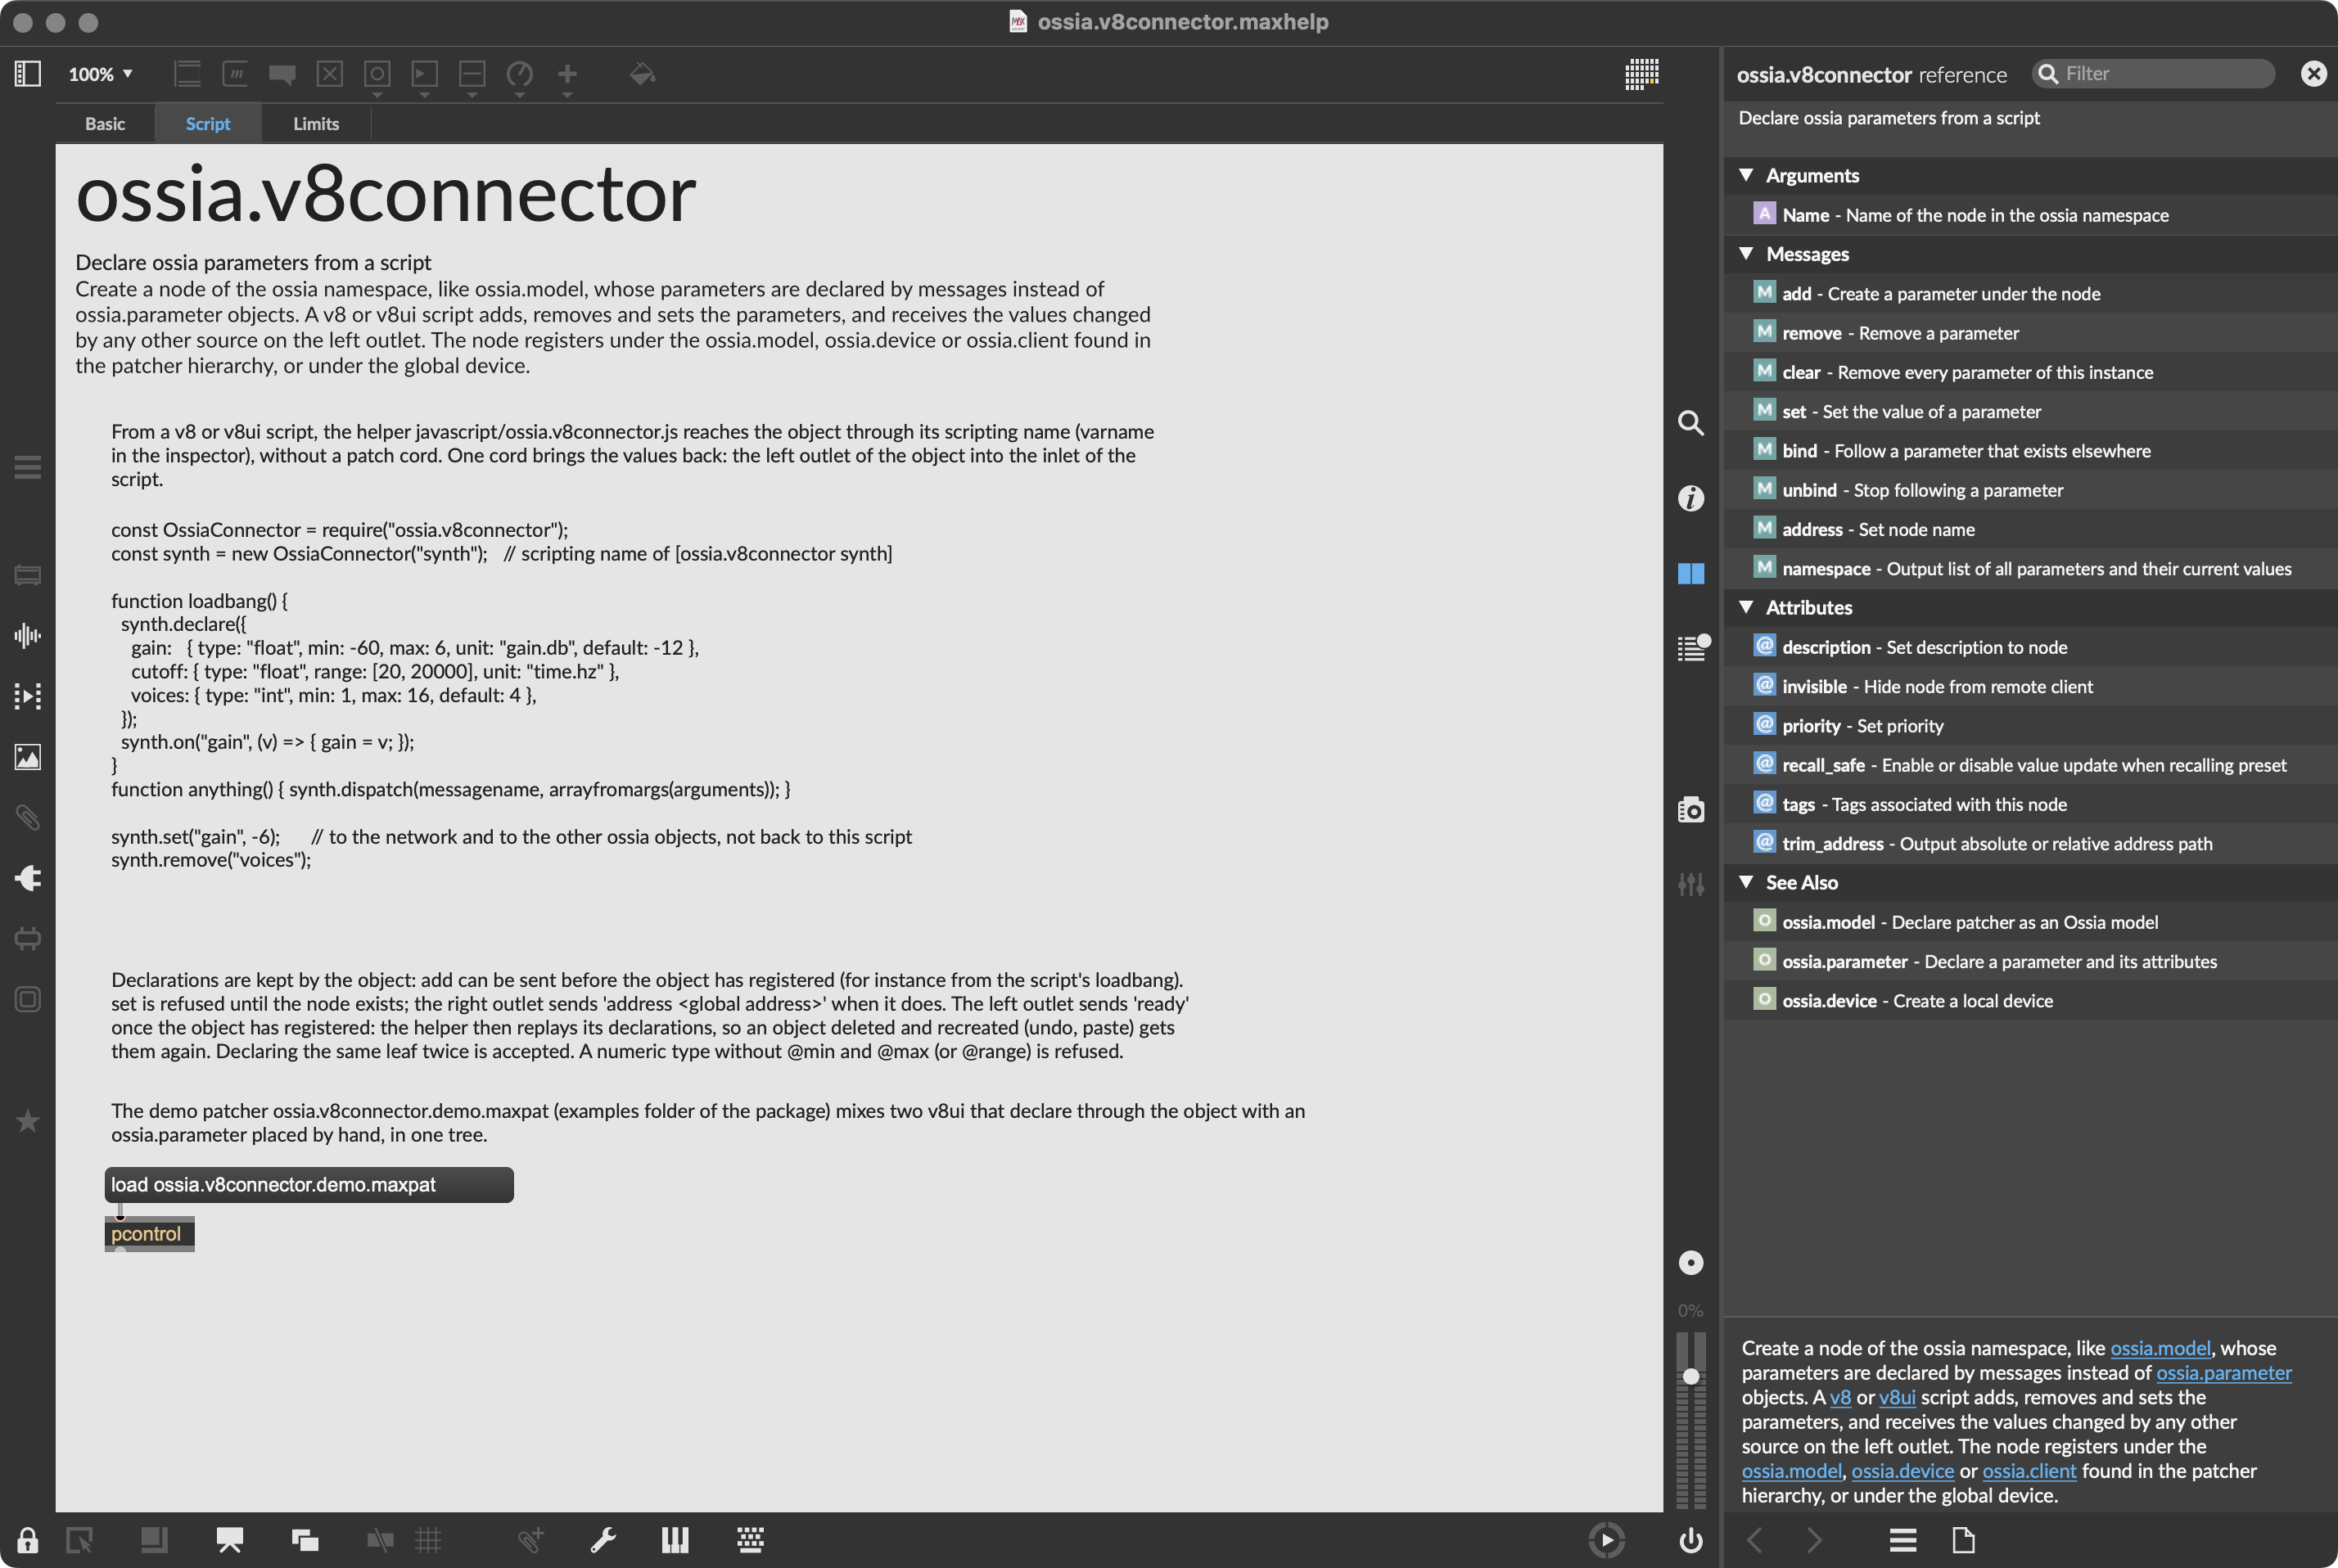 ossia.v8connector.maxhelp
100%
Basic
Script
Limits
ossia.v8connector
Declare ossia parameters from a script
Create a node of the ossia namespace, like ossia.model, whose parameters are declared by messages instead of
ossia.parameter objects. A v8 or v8ui script adds, removes and sets the parameters, and receives the values changed
by any other source on the left outlet. The node registers under the ossia.model, ossia.device or ossia.client found in
the patcher hierarchy, or under the global device.
From a v8 or v8ui script, the helper javascript/ossia.v8connector.js reaches the object through its scripting name (varname
in the inspector), without a patch cord. One cord brings the values back: the left outlet of the object into the inlet of the
script.
const OssiaConnector = require("ossia.v8connector");
const synth = new OssiaConnector("synth");   // scripting name of [ossia.v8connector synth]
function loadbang() {
  synth.declare({
    gain:   { type: "float", min: -60, max: 6, unit: "gain.db", default: -12 },
    cutoff: { type: "float", range: [20, 20000], unit: "time.hz" },
    voices: { type: "int", min: 1, max: 16, default: 4 },
  });
  synth.on("gain", (v) => { gain = v; });
}
function anything() { synth.dispatch(messagename, arrayfromargs(arguments)); }
synth.set("gain", -6);      // to the network and to the other ossia objects, not back to this script
synth.remove("voices");
Declarations are kept by the object: add can be sent before the object has registered (for instance from the script's loadbang).
set is refused until the node exists; the right outlet sends 'address <global address>' when it does. The left outlet sends 'ready'
once the object has registered: the helper then replays its declarations, so an object deleted and recreated (undo, paste) gets
them again. Declaring the same leaf twice is accepted. A numeric type without @min and @max (or @range) is refused.
The demo patcher ossia.v8connector.demo.maxpat (examples folder of the package) mixes two v8ui that declare through the object with an
ossia.parameter placed by hand, in one tree.
load ossia.v8connector.demo.maxpat
pcontrol
0%
ossia.v8connector reference
Filter
Declare ossia parameters from a script
Arguments
A Name - Name of the node in the ossia namespace
Messages
M add - Create a parameter under the node
M remove - Remove a parameter
M clear - Remove every parameter of this instance
M set - Set the value of a parameter
M bind - Follow a parameter that exists elsewhere
M unbind - Stop following a parameter
M address - Set node name
M namespace - Output list of all parameters and their current values
Attributes
@ description - Set description to node
@ invisible - Hide node from remote client
@ priority - Set priority
@ recall_safe - Enable or disable value update when recalling preset
@ tags - Tags associated with this node
@ trim_address - Output absolute or relative address path
See Also
O ossia.model - Declare patcher as an Ossia model
O ossia.parameter - Declare a parameter and its attributes
O ossia.device - Create a local device
Create a node of the ossia namespace, like ossia.model, whose
parameters are declared by messages instead of ossia.parameter
objects. A v8 or v8ui script adds, removes and sets the
parameters, and receives the values changed by any other
source on the left outlet. The node registers under the
ossia.model, ossia.device or ossia.client found in the patcher
hierarchy, or under the global device.